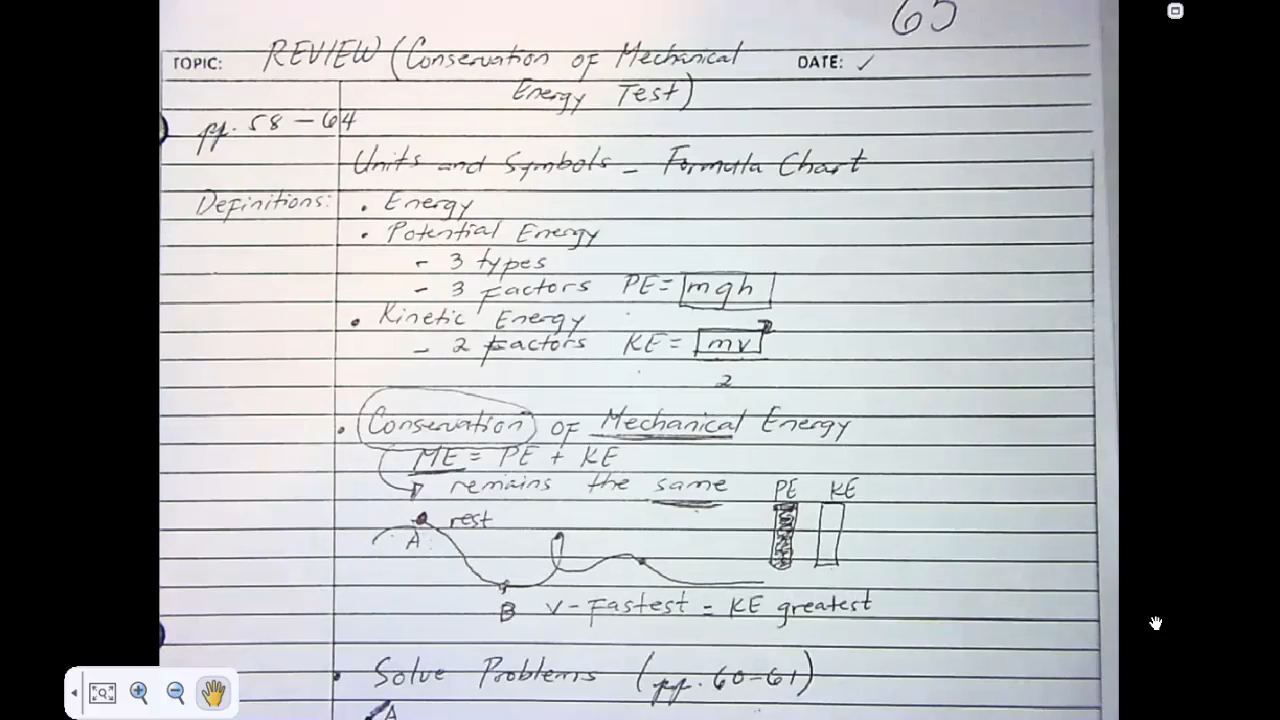 65
TOPIC: REVIEW (Conservation of Mechanical DATE: ✓
Energy Test)
pp. 58 - 64
Units and Symbols - Formula Chart
Definitions: • Energy
• Potential Energy
- 3 types
- 3 factors PE = mgh
• Kinetic Energy
- 2 factors KE = mv²
2
• Conservation of Mechanical Energy
ME = PE + KE
remains the same PE KE
rest
A
B v-fastest = KE greatest
• Solve Problems (pp. 60-61)
A